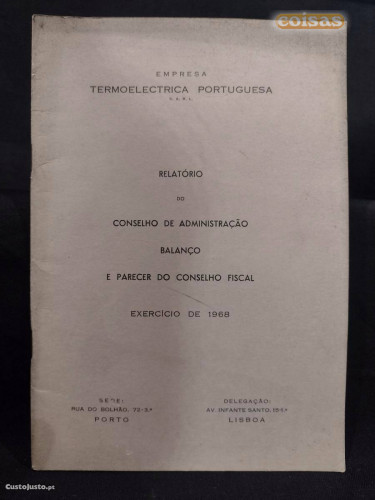 coisas
EMPRESA
TERMOELECTRICA PORTUGUESA
S. A. R. L.
RELATÓRIO
DO
CONSELHO DE ADMINISTRAÇÃO
BALANÇO
E PARECER DO CONSELHO FISCAL
EXERCÍCIO DE 1968
SEDE:
RUA DO BOLHÃO,
PORTO
DELEGAÇÃO:
AV. INFANTE SANTO,
LISBOA
CustoJusto.pt